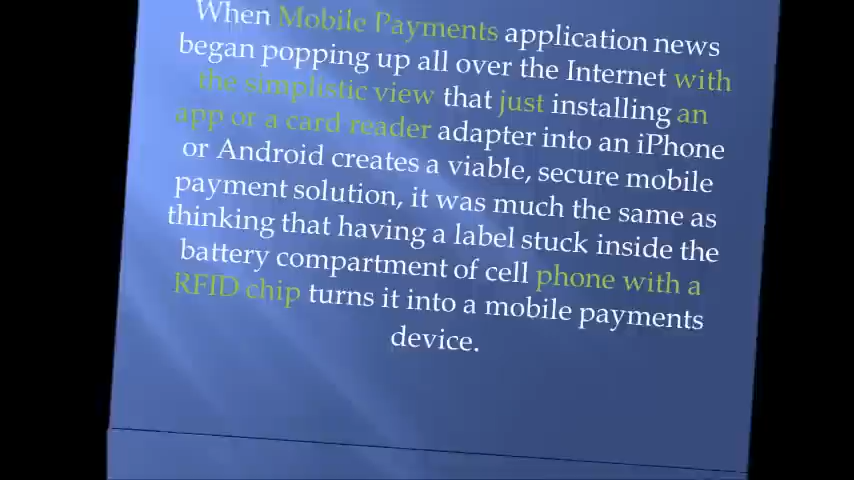 When Mobile Payments application news
began popping up all over the Internet with
the simplistic view that just installing an
app or a card reader adapter into an iPhone
or Android creates a viable, secure mobile
payment solution, it was much the same as
thinking that having a label stuck inside the
battery compartment of cell phone with a
RFID chip turns it into a mobile payments
device.